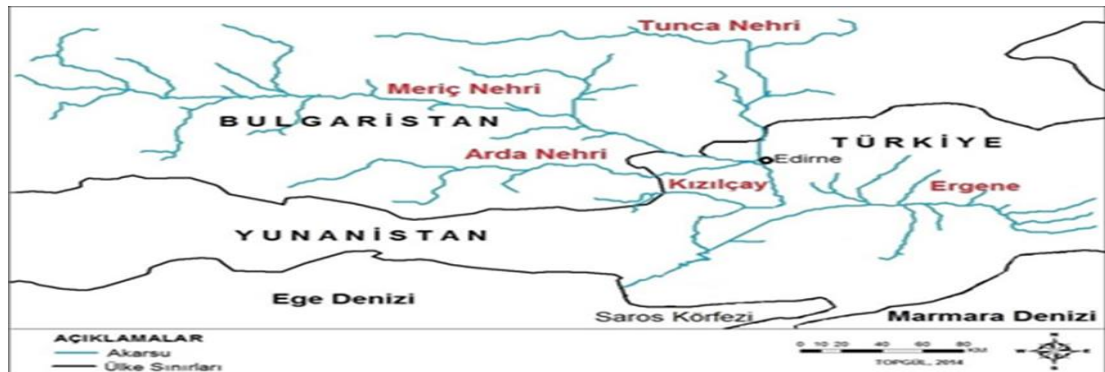 Tunca Nehri
Meriç Nehri
BULGARİSTAN
TÜRKİYE
Arda Nehri
Edirne
Kızılçay
Ergene
YUNANİSTAN
Ege Denizi
Saros Körfezi
Marmara Denizi
AÇIKLAMALAR
Akarsu
Ülke Sınırları
0 10 20 40 60 80 KM
TOPGÜL, 2014
N
W E
S